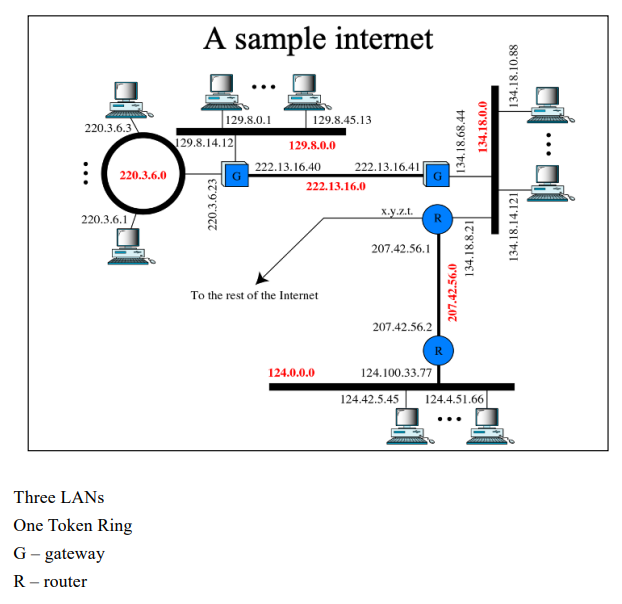 A sample internet
134.18.10.88
220.3.6.3
129.8.0.1
129.8.45.13
129.8.14.12
129.8.0.0
134.18.68.44
134.18.0.0
220.3.6.0
G
222.13.16.40
222.13.16.41
G
222.13.16.0
220.3.6.23
220.3.6.1
x.y.z.t.
R
134.18.8.21
134.18.14.121
207.42.56.1
207.42.56.0
To the rest of the Internet
207.42.56.2
R
124.0.0.0
124.100.33.77
124.42.5.45
124.4.51.66
Three LANs
One Token Ring
G – gateway
R – router